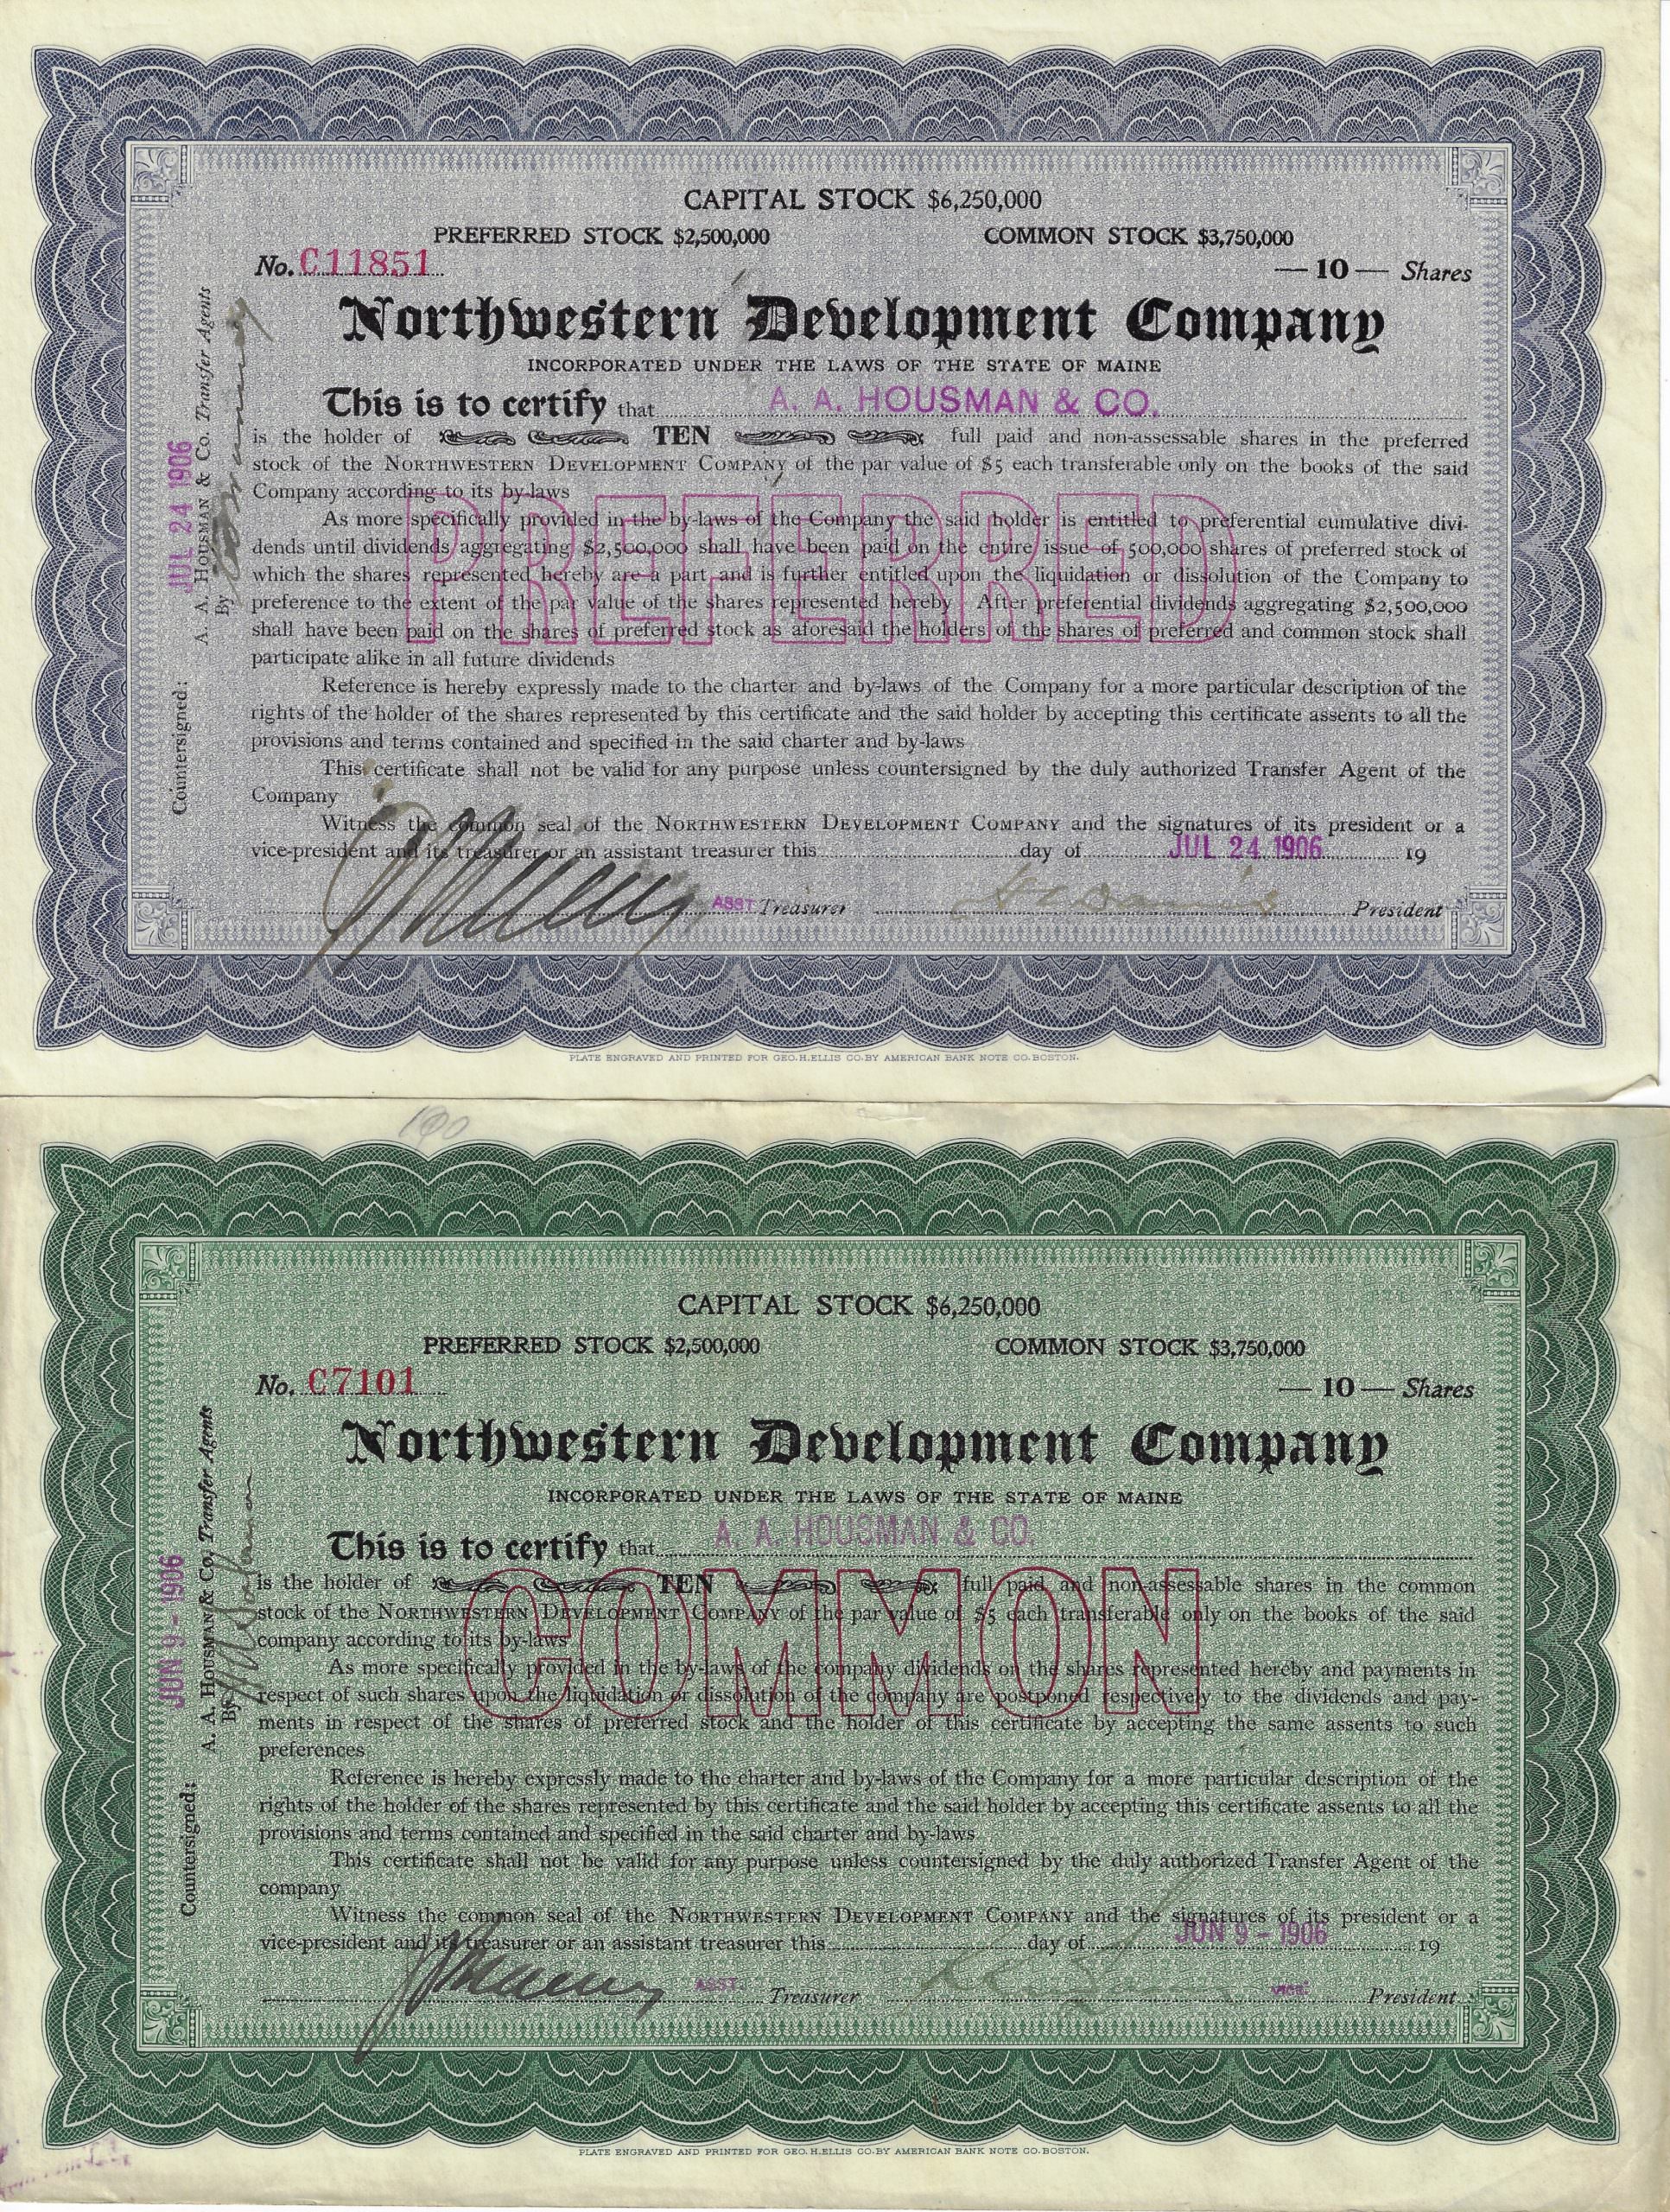 CAPITAL STOCK $6,250,000
PREFERRED STOCK $2,500,000 COMMON STOCK $3,750,000
No. C11851 — 10 — Shares
Northwestern Development Company
INCORPORATED UNDER THE LAWS OF THE STATE OF MAINE
This is to certify that A. A. HOUSMAN & CO.
is the holder of TEN full paid and non-assessable shares in the preferred
stock of the NORTHWESTERN DEVELOPMENT COMPANY of the par value of $5 each transferable only on the books of the said
Company according to its by-laws
PREFERRED
As more specifically provided in the by-laws of the Company the said holder is entitled to preferential cumulative divi-
dends until dividends aggregating $2,500,000 shall have been paid on the entire issue of 500,000 shares of preferred stock of
which the shares represented hereby are a part and is further entitled upon the liquidation or dissolution of the Company to
preference to the extent of the par value of the shares represented hereby After preferential dividends aggregating $2,500,000
shall have been paid on the shares of preferred stock as aforesaid the holders of the shares of preferred and common stock shall
participate alike in all future dividends
Reference is hereby expressly made to the charter and by-laws of the Company for a more particular description of the
rights of the holder of the shares represented by this certificate and the said holder by accepting this certificate assents to all the
provisions and terms contained and specified in the said charter and by-laws
This certificate shall not be valid for any purpose unless countersigned by the duly authorized Transfer Agent of the
Company
Witness the common seal of the NORTHWESTERN DEVELOPMENT COMPANY and the signatures of its president or a
vice-president and its treasurer or an assistant treasurer this day of JUL 24 1906 19
ASST Treasurer President
Countersigned:
JUL 24 1906
A. A. HOUSMAN & Co. Transfer Agents
By
PLATE ENGRAVED AND PRINTED FOR GEO. H. ELLIS CO. BY AMERICAN BANK NOTE CO. BOSTON.
100
CAPITAL STOCK $6,250,000
PREFERRED STOCK $2,500,000 COMMON STOCK $3,750,000
No. C7101 — 10 — Shares
Northwestern Development Company
INCORPORATED UNDER THE LAWS OF THE STATE OF MAINE
This is to certify that A. A. HOUSMAN & CO.
is the holder of TEN full paid and non-assessable shares in the common
stock of the NORTHWESTERN DEVELOPMENT COMPANY of the par value of $5 each transferable only on the books of the said
company according to its by-laws
COMMON
As more specifically provided in the by-laws of the company dividends on the shares represented hereby and payments in
respect of such shares upon the liquidation or dissolution of the company are postponed respectively to the dividends and pay-
ments in respect of the shares of preferred stock and the holder of this certificate by accepting the same assents to such
preferences
Reference is hereby expressly made to the charter and by-laws of the Company for a more particular description of the
rights of the holder of the shares represented by this certificate and the said holder by accepting this certificate assents to all the
provisions and terms contained and specified in the said charter and by-laws
This certificate shall not be valid for any purpose unless countersigned by the duly authorized Transfer Agent of the
company
Witness the common seal of the NORTHWESTERN DEVELOPMENT COMPANY and the signatures of its president or a
vice-president and its treasurer or an assistant treasurer this day of JUN 9 - 1906 19
ASST Treasurer VICE President
Countersigned:
JUN 9 - 1906
A. A. HOUSMAN & Co. Transfer Agents
By
PLATE ENGRAVED AND PRINTED FOR GEO. H. ELLIS CO. BY AMERICAN BANK NOTE CO. BOSTON.